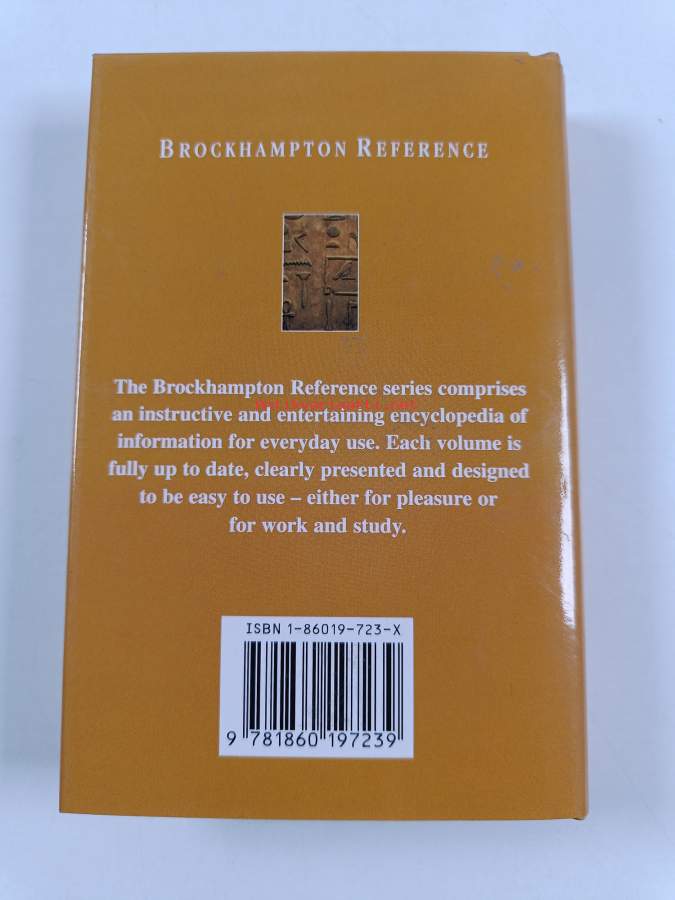 BROCKHAMPTON REFERENCE
The Brockhampton Reference series comprises
an instructive and entertaining encyclopedia of
information for everyday use. Each volume is
fully up to date, clearly presented and designed
to be easy to use – either for pleasure or
for work and study.
ISBN 1-86019-723-X
9 781860 197239